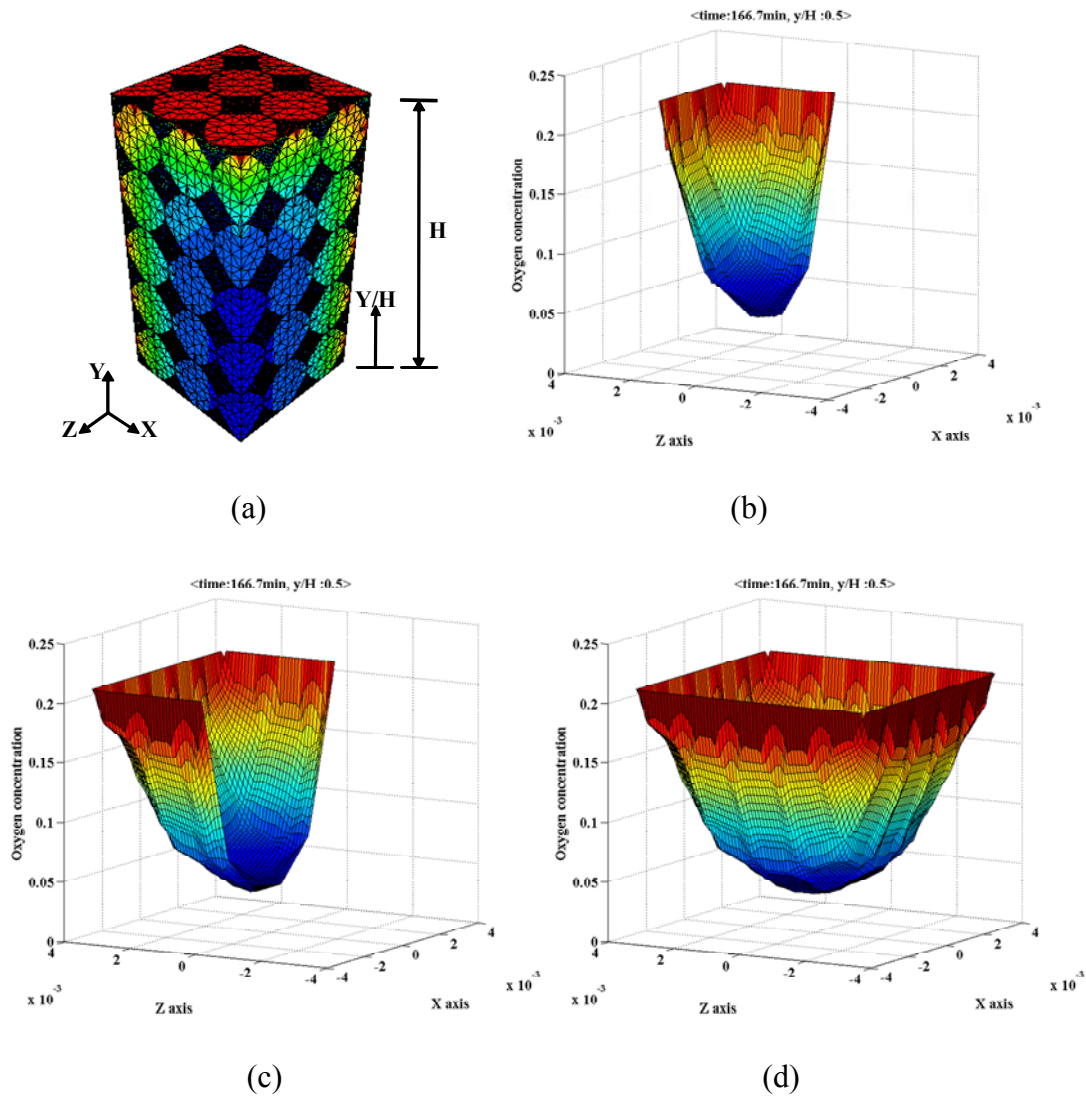 H
Y/H
Y
Z
X
(a)
<time:166.7min, y/H :0.5>
0.25
0.2
0.15
0.1
0.05
0
Oxygen concentration
4
2
0
-2
-4
x 10⁻³
Z axis
-4
-2
0
2
4
x 10⁻³
X axis
(b)
<time:166.7min, y/H :0.5>
0.25
0.2
0.15
0.1
0.05
0
Oxygen concentration
4
2
0
-2
-4
x 10⁻³
Z axis
-4
-2
0
2
4
x 10⁻³
X axis
(c)
<time:166.7min, y/H :0.5>
0.25
0.2
0.15
0.1
0.05
0
Oxygen concentration
4
2
0
-2
-4
x 10⁻³
Z axis
-4
-2
0
2
4
x 10⁻³
X axis
(d)